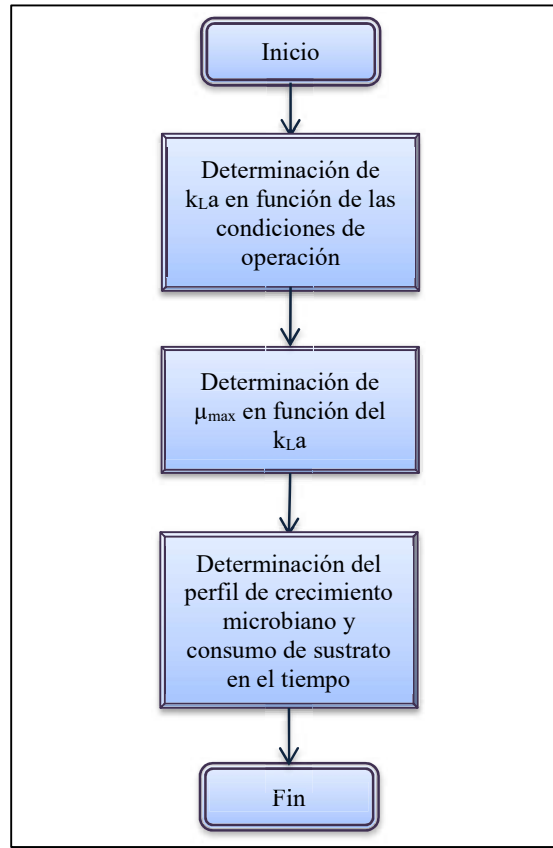 Inicio
Determinación de
kLa en función de las
condiciones de
operación
Determinación de
µmax en función del
kLa
Determinación del
perfil de crecimiento
microbiano y
consumo de sustrato
en el tiempo
Fin